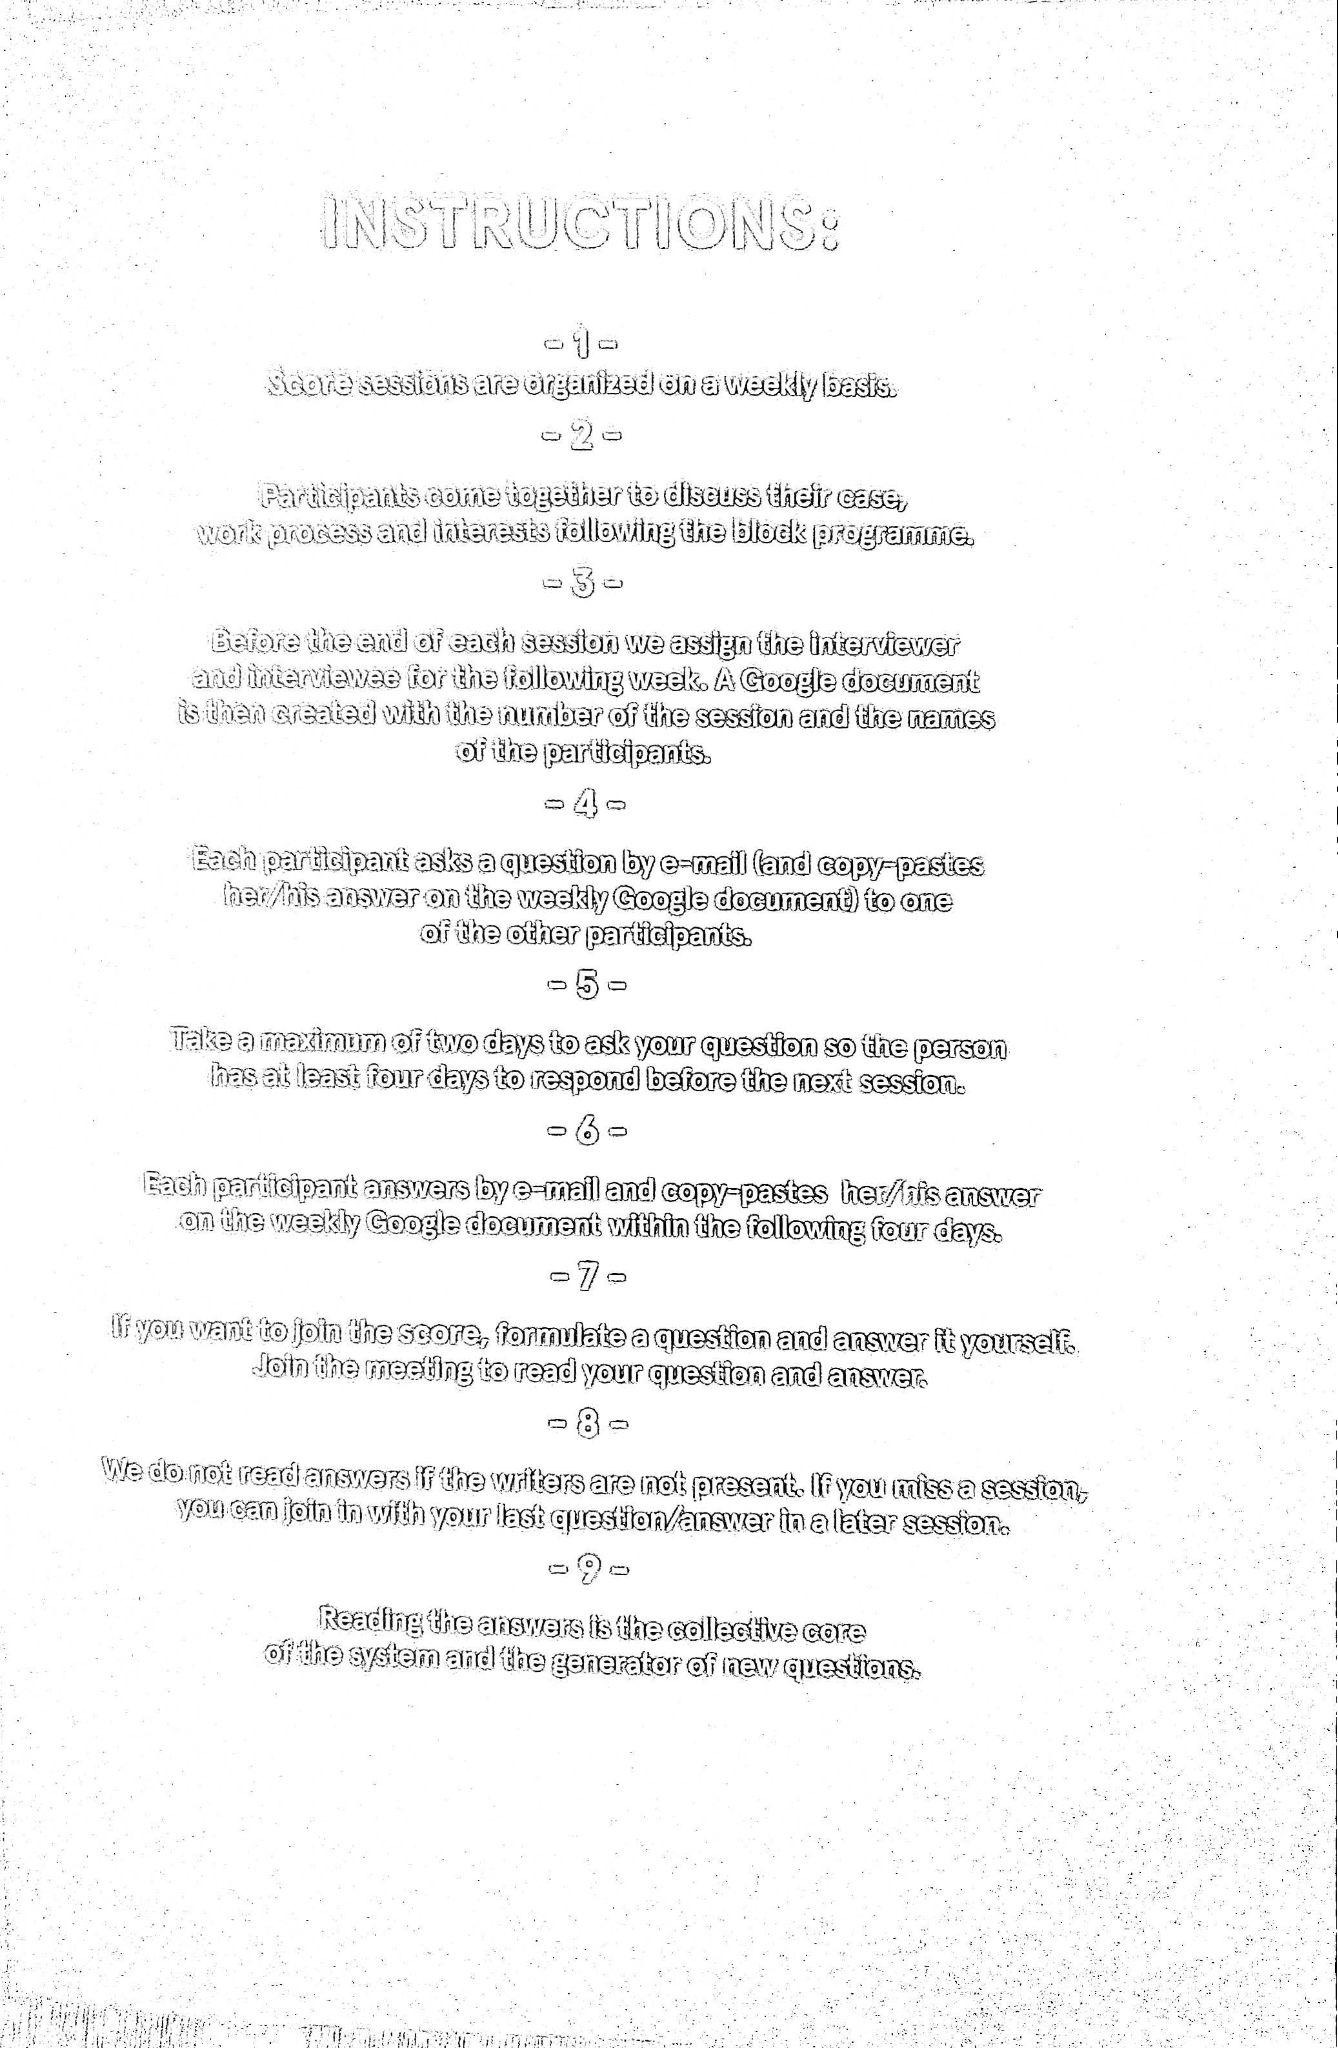 INSTRUCTIONS:
- 1 -
Score sessions are organized on a weekly basis.
- 2 -
Participants come together to discuss their case,
work process and interests following the block programme.
- 3 -
Before the end of each session we assign the interviewer
and interviewee for the following week. A Google document
is then created with the number of the session and the names
of the participants.
- 4 -
Each participant asks a question by e-mail (and copy-pastes
her/his answer on the weekly Google document) to one
of the other participants.
- 5 -
Take a maximum of two days to ask your question so the person
has at least four days to respond before the next session.
- 6 -
Each participant answers by e-mail and copy-pastes her/his answer
on the weekly Google document within the following four days.
- 7 -
If you want to join the score, formulate a question and answer it yourself.
Join the meeting to read your question and answer.
- 8 -
We do not read answers if the writers are not present. If you miss a session,
you can join in with your last question/answer in a later session.
- 9 -
Reading the answers is the collective core
of the system and the generator of new questions.